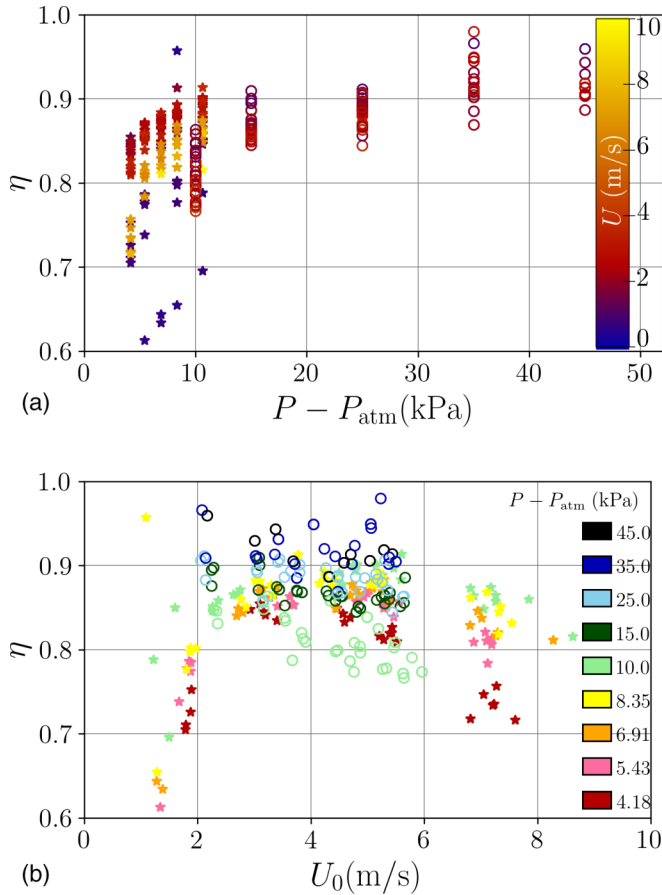 1.0
0.9
0.8
0.7
0.6
η
0 10 20 30 40 50
P − P_atm(kPa)
10
8
6
4
2
0
U (m/s)
(a)
1.0
0.9
0.8
0.7
0.6
η
P − P_atm (kPa)
45.0
35.0
25.0
15.0
10.0
8.35
6.91
5.43
4.18
0 2 4 6 8 10
U_0(m/s)
(b)